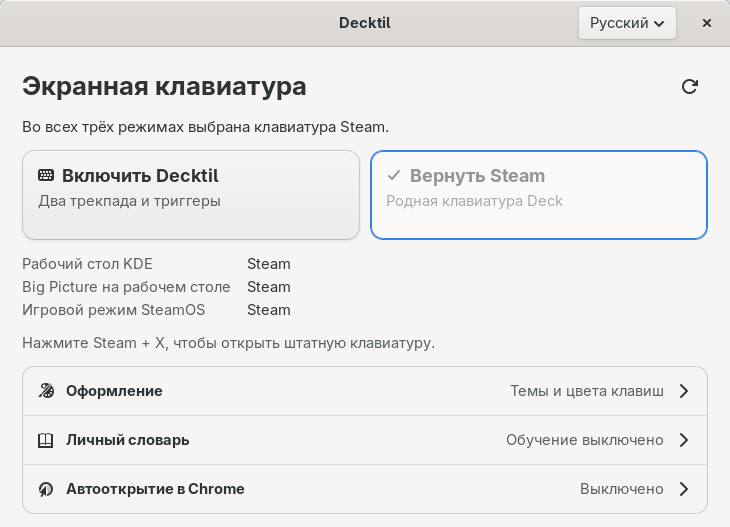 Decktil
Русский
Экранная клавиатура
Во всех трёх режимах выбрана клавиатура Steam.
Включить Decktil
Два трекпада и триггеры
Вернуть Steam
Родная клавиатура Deck
Рабочий стол KDE Steam
Big Picture на рабочем столе Steam
Игровой режим SteamOS Steam
Нажмите Steam + X, чтобы открыть штатную клавиатуру.
Оформление Темы и цвета клавиш
Личный словарь Обучение выключено
Автооткрытие в Chrome Выключено